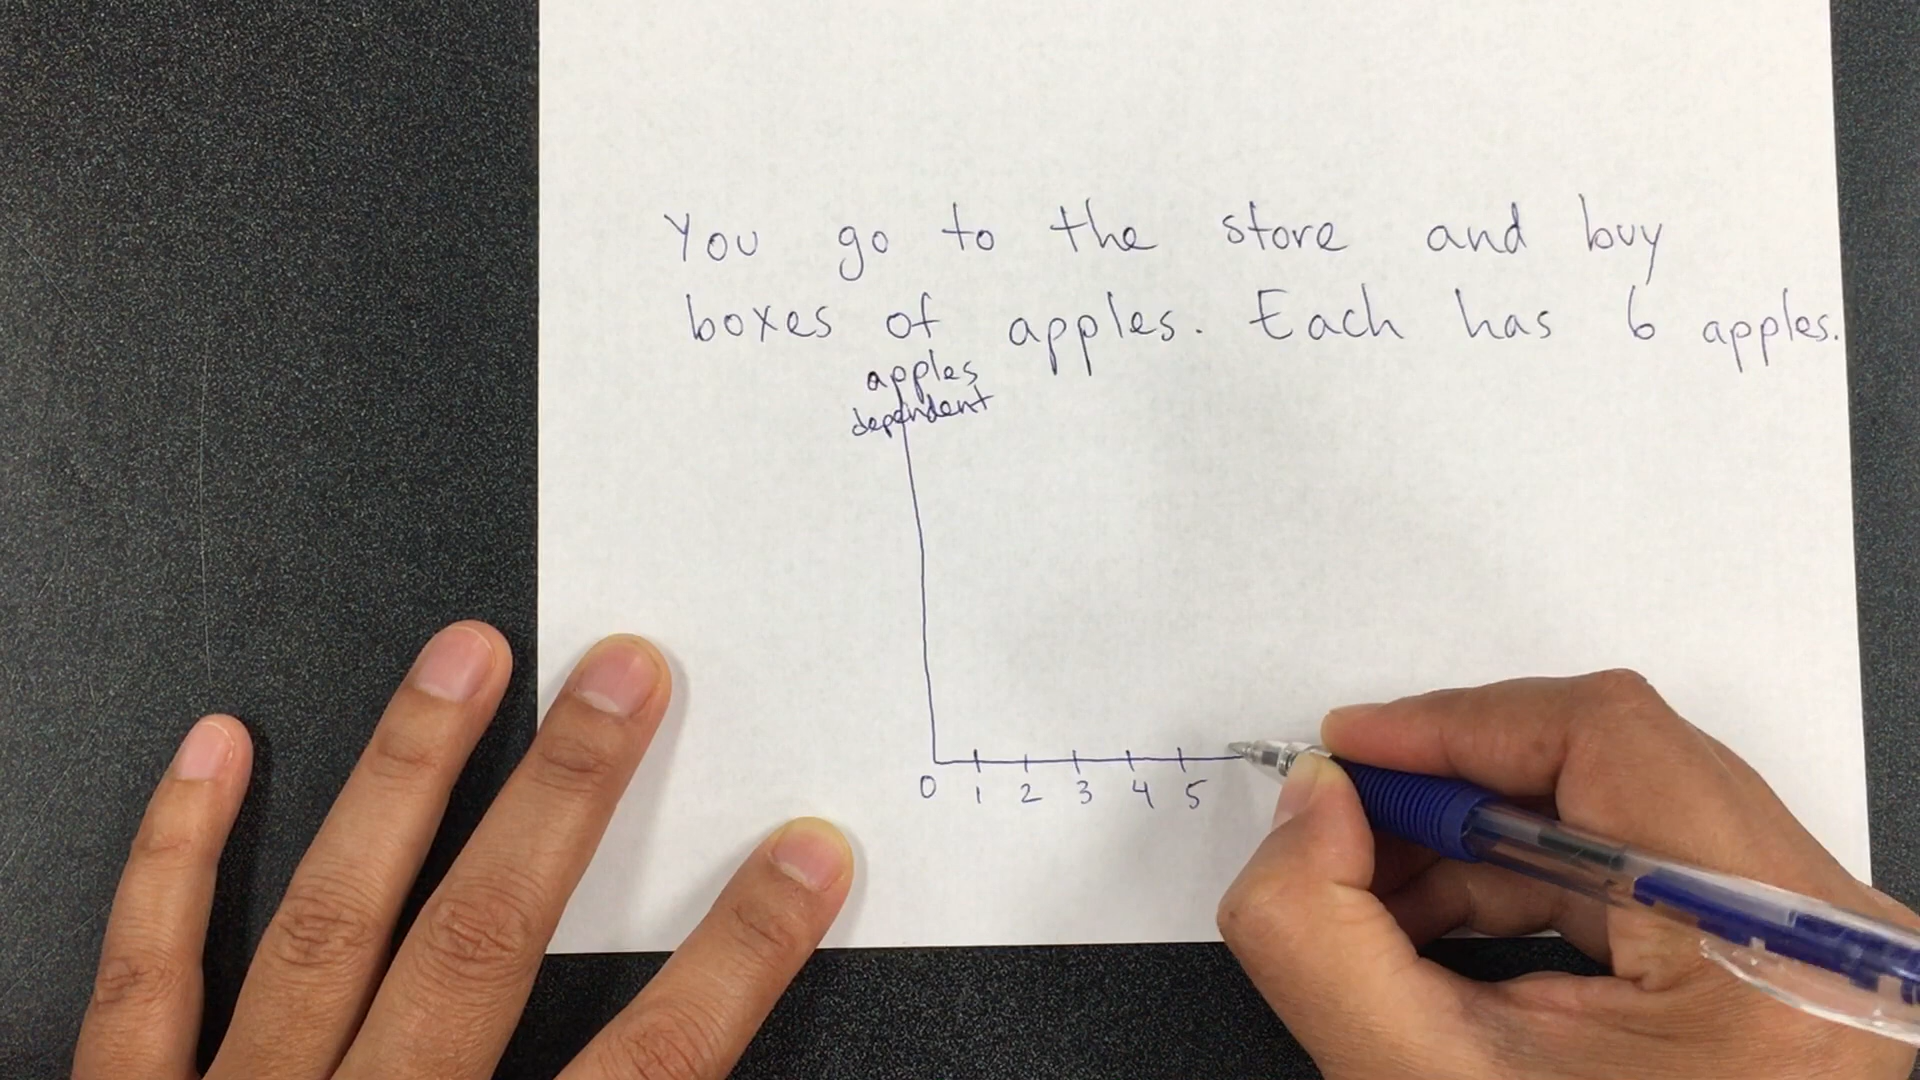 You go to the store and buy
boxes of apples. Each has 6 apples.
apples
dependent
0 1 2 3 4 5